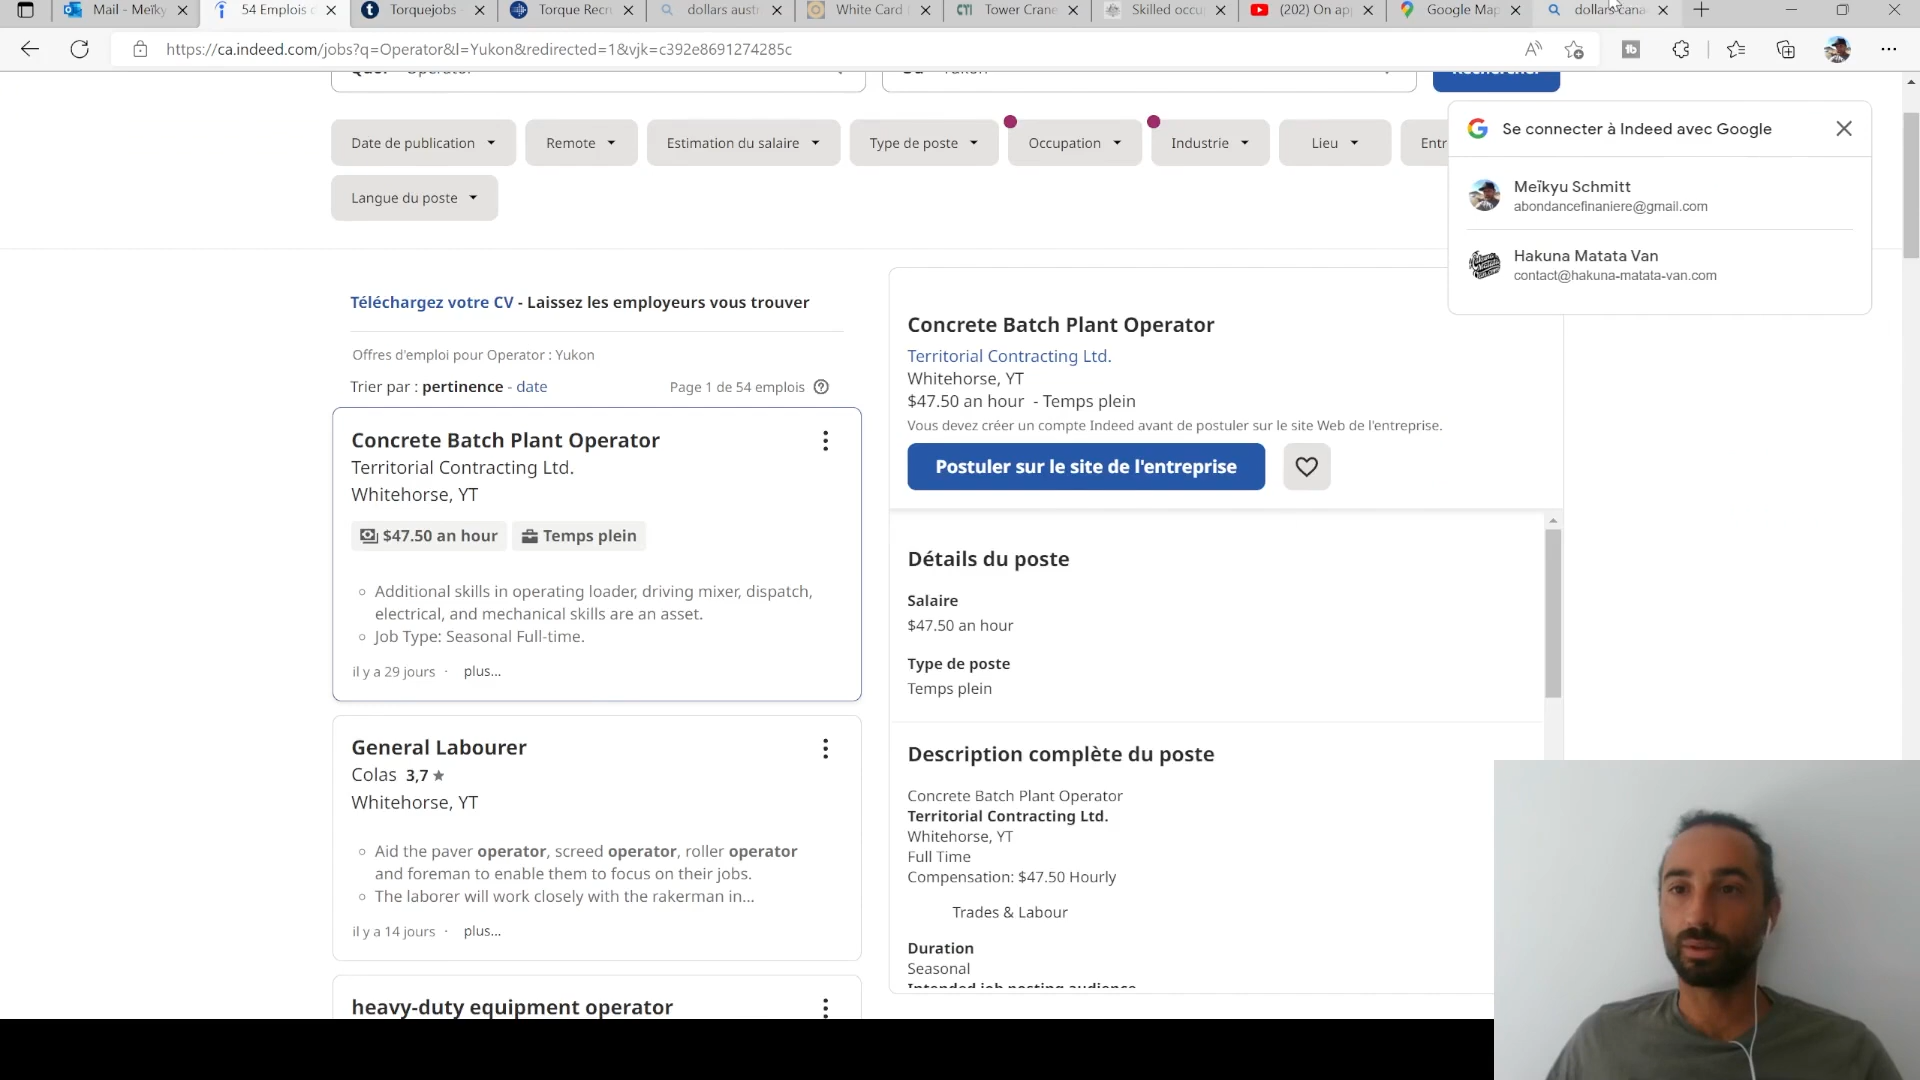 Mail - Meïky
54 Emplois d
Torquejobs
Torque Recru
dollars aust
White Card
CTI Tower Crane
Skilled occu
(202) On app
Google Map
dollars cana
https://ca.indeed.com/jobs?q=Operator&l=Yukon&redirected=1&vjk=c392e8691274285c
Rechercher
Date de publication
Remote
Estimation du salaire
Type de poste
Occupation
Industrie
Lieu
Entr
Langue du poste
Se connecter à Indeed avec Google
Meïkyu Schmitt
abondancefinaniere@gmail.com
Hakuna Matata Van
contact@hakuna-matata-van.com
Téléchargez votre CV - Laissez les employeurs vous trouver
Offres d'emploi pour Operator : Yukon
Trier par : pertinence - date
Page 1 de 54 emplois
Concrete Batch Plant Operator
Territorial Contracting Ltd.
Whitehorse, YT
$47.50 an hour
Temps plein
Additional skills in operating loader, driving mixer, dispatch,
electrical, and mechanical skills are an asset.
Job Type: Seasonal Full-time.
il y a 29 jours · plus...
General Labourer
Colas 3,7 ★
Whitehorse, YT
Aid the paver operator, screed operator, roller operator
and foreman to enable them to focus on their jobs.
The laborer will work closely with the rakerman in...
il y a 14 jours · plus...
heavy-duty equipment operator
Concrete Batch Plant Operator
Territorial Contracting Ltd.
Whitehorse, YT
$47.50 an hour - Temps plein
Vous devez créer un compte Indeed avant de postuler sur le site Web de l'entreprise.
Postuler sur le site de l'entreprise
Détails du poste
Salaire
$47.50 an hour
Type de poste
Temps plein
Description complète du poste
Concrete Batch Plant Operator
Territorial Contracting Ltd.
Whitehorse, YT
Full Time
Compensation: $47.50 Hourly
Trades & Labour
Duration
Seasonal
Intended job posting audience